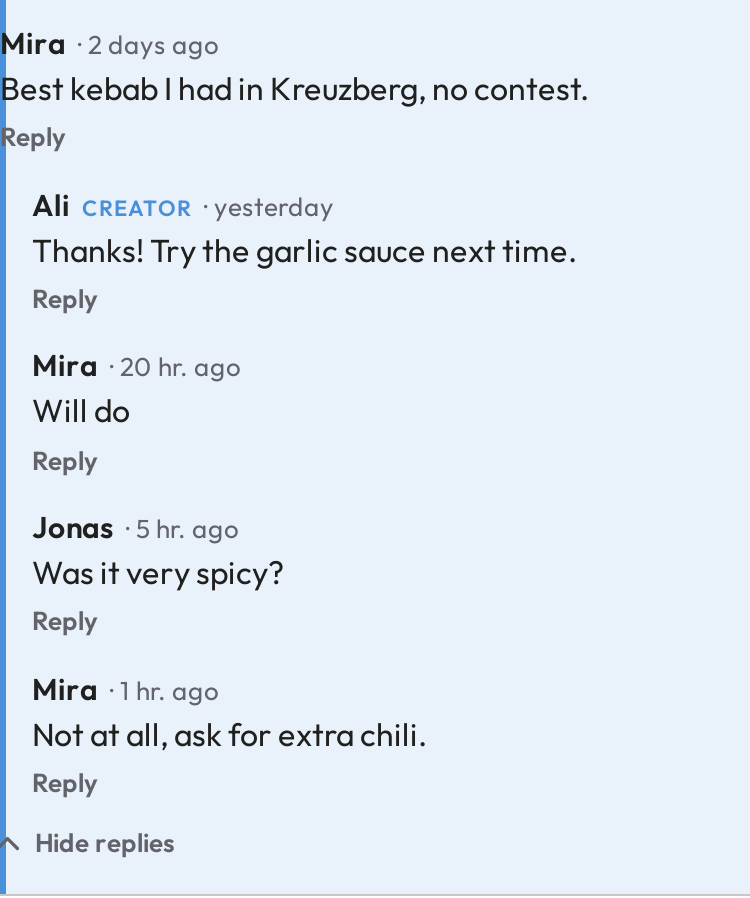 Mira · 2 days ago
Best kebab I had in Kreuzberg, no contest.
Reply
Ali CREATOR · yesterday
Thanks! Try the garlic sauce next time.
Reply
Mira · 20 hr. ago
Will do
Reply
Jonas · 5 hr. ago
Was it very spicy?
Reply
Mira · 1 hr. ago
Not at all, ask for extra chili.
Reply
Hide replies